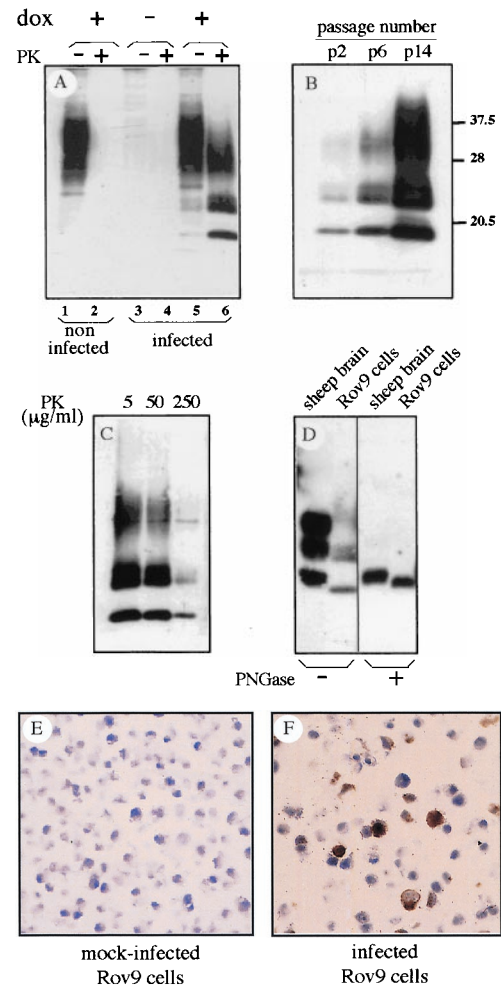 dox + − +
PK − + − + − +
A
1 2 3 4 5 6
non infected
infected
passage number
p2 p6 p14
B
37.5
28
20.5
PK (µg/ml) 5 50 250
C
sheep brain
Rov9 cells
sheep brain
Rov9 cells
D
PNGase − +
E
mock-infected
Rov9 cells
F
infected
Rov9 cells